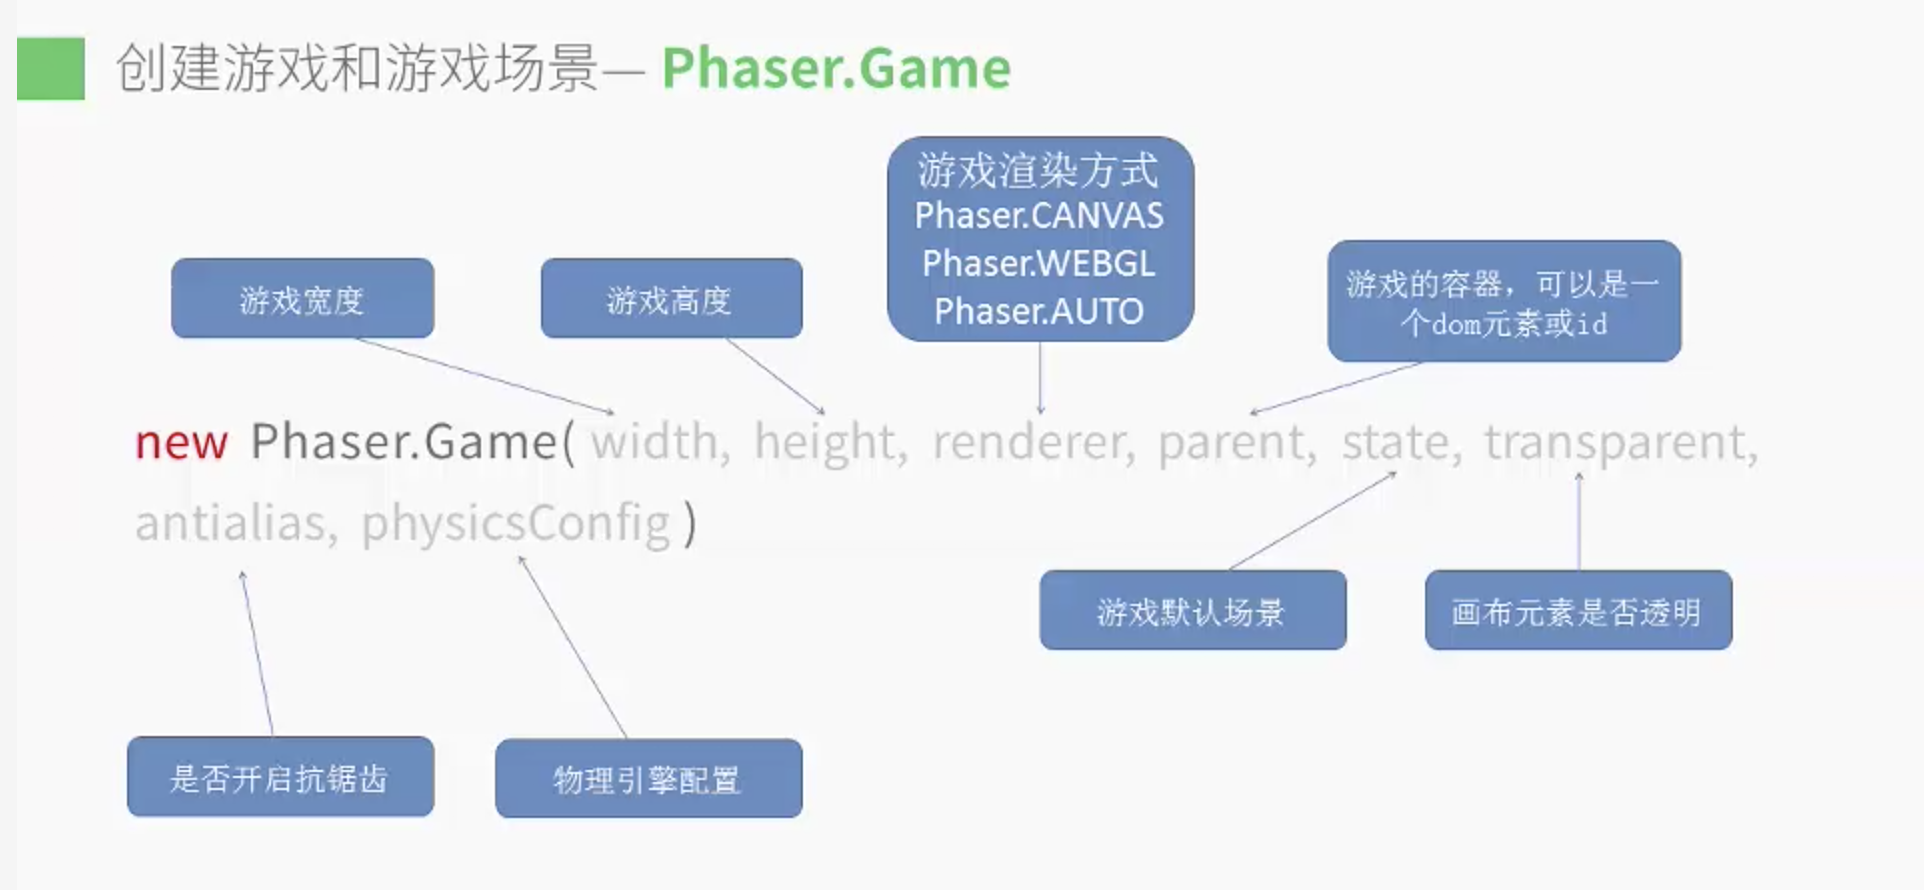 创建游戏和游戏场景— Phaser.Game
游戏渲染方式
Phaser.CANVAS
Phaser.WEBGL
Phaser.AUTO
游戏宽度
游戏高度
游戏的容器，可以是一
个dom元素或id
new Phaser.Game( width, height, renderer, parent, state, transparent,
antialias, physicsConfig )
游戏默认场景
画布元素是否透明
是否开启抗锯齿
物理引擎配置